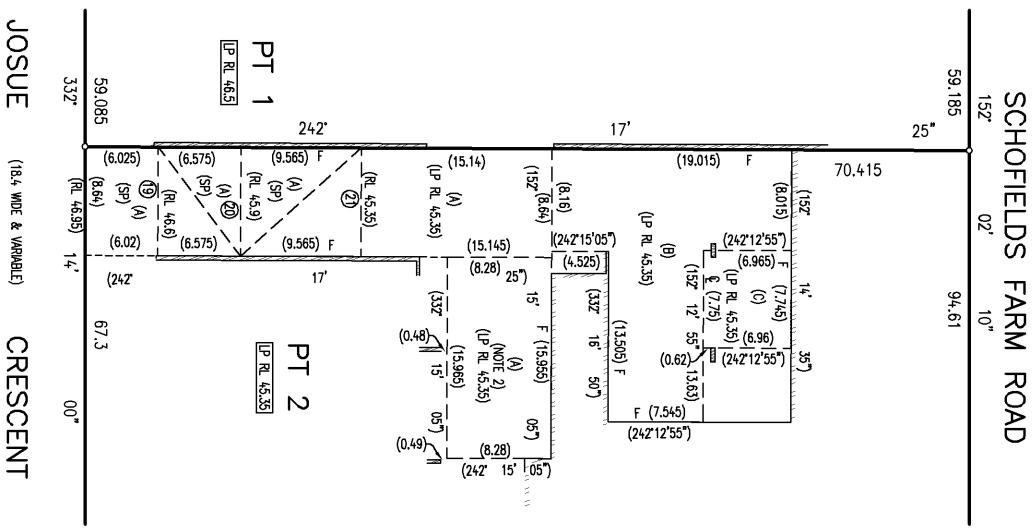 SCHOFIELDS FARM ROAD
152° 02' 10"
59.185
94.61
25"
70.415
17'
242°
(19.015) F
(8.015)
(152° 14' 35")
(242°12'55")
(6.965) F
(C)
(LP RL 45.35)
(7.745)
(7.75)
℄
(6.96)
(242°12'55")
(152° 12' 55")
(0.62)
13.63)
(B)
(LP RL 45.35)
(8.16)
(152° (8.64)
(242°15'05")
(4.525)
(332° 16' 50")
(13.505) F
F (7.545)
(242°12'55")
(15.14)
(A)
(LP RL 45.35)
(15.145)
(8.28)
25"
15' F (15.955) 05")
(A)
(NOTE 2)
(LP RL 45.35)
(332° 15' 05")
(15.965)
(0.48)
(0.49)
(8.28)
(242° 15' 05")
PT 1
LP RL 46.5
PT 2
LP RL 45.35
(9.565) F
(6.575)
(6.025)
21
(RL 45.35)
(A)
(SP)
(RL 45.9)
20
(A)
(SP)
(RL 46.6)
19
(A)
(SP)
(8.64)
(RL 46.95)
(9.565) F
(6.575)
(6.02)
17'
(242°
59.085
332° 14' 00"
67.3
JOSUE CRESCENT
(18.4 WIDE & VARIABLE)